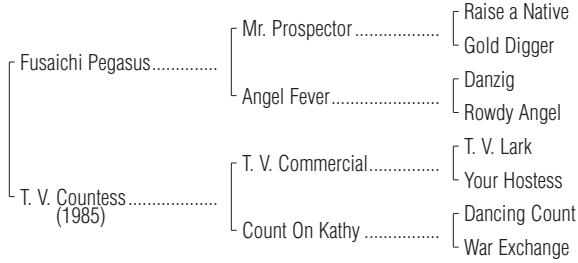 Raise a Native
Mr. Prospector ...................
Gold Digger
Fusaichi Pegasus..............
Danzig
Angel Fever........................
Rowdy Angel
T. V. Lark
T. V. Commercial................
Your Hostess
T. V. Countess...................
(1985)
Dancing Count
Count On Kathy .................
War Exchange